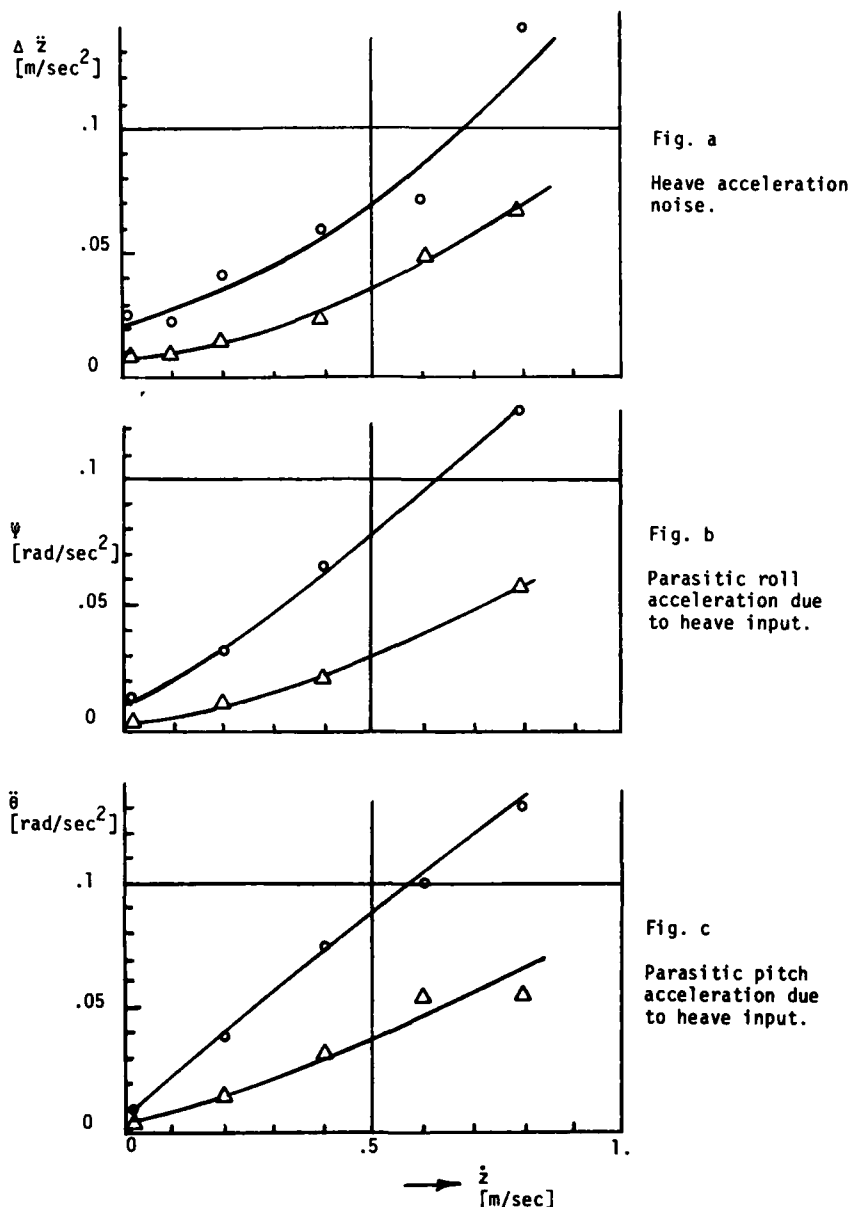 Δ z̈
[m/sec²]
.1
.05
0
Fig. a
Heave acceleration
noise.
.1
Ψ
[rad/sec²]
.05
0
Fig. b
Parasitic roll
acceleration due
to heave input.
θ̈
[rad/sec²]
.1
.05
0
Fig. c
Parasitic pitch
acceleration due
to heave input.
0
.5
1.
ż
[m/sec]